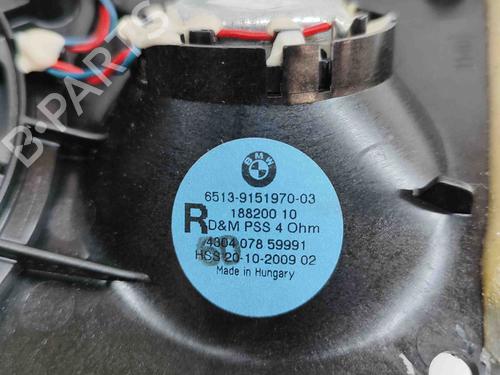 B-PARTS
BMW
6513-9151970-03
188200 10
R D&M PSS 4 Ohm
4304 078 59991
HSS 20-10-2009 02
Made in Hungary